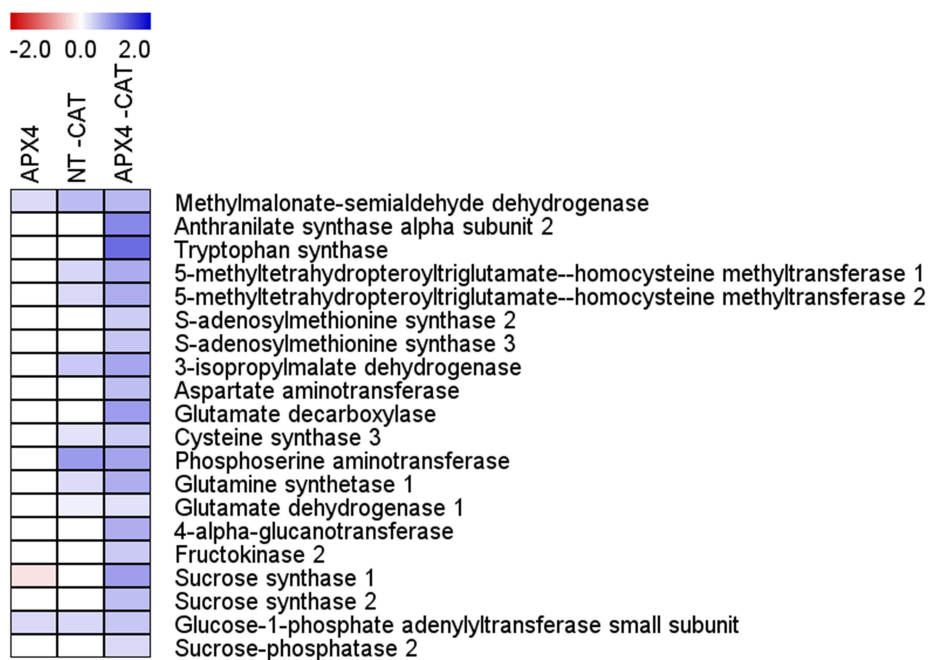 -2.0 0.0 2.0
APX4
NT -CAT
APX4 -CAT
Methylmalonate-semialdehyde dehydrogenase
Anthranilate synthase alpha subunit 2
Tryptophan synthase
5-methyltetrahydropteroyltriglutamate--homocysteine methyltransferase 1
5-methyltetrahydropteroyltriglutamate--homocysteine methyltransferase 2
S-adenosylmethionine synthase 2
S-adenosylmethionine synthase 3
3-isopropylmalate dehydrogenase
Aspartate aminotransferase
Glutamate decarboxylase
Cysteine synthase 3
Phosphoserine aminotransferase
Glutamine synthetase 1
Glutamate dehydrogenase 1
4-alpha-glucanotransferase
Fructokinase 2
Sucrose synthase 1
Sucrose synthase 2
Glucose-1-phosphate adenylyltransferase small subunit
Sucrose-phosphatase 2